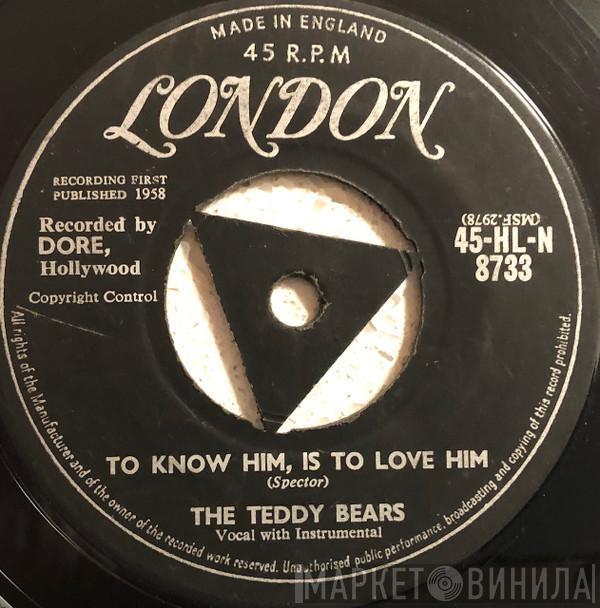 MADE IN ENGLAND
45 R.P.M
LONDON
RECORDING FIRST
PUBLISHED 1958
Recorded by
DORE,
Hollywood
Copyright Control
(MSF.2978)
45-HL-N
8733
TO KNOW HIM, IS TO LOVE HIM
(Spector)
THE TEDDY BEARS
Vocal with Instrumental
All rights of the Manufacturer and of the owner of the recorded work reserved. Unauthorised public performance, broadcasting and copying of this record prohibited.
МАРКЕТ ВИНИЛА